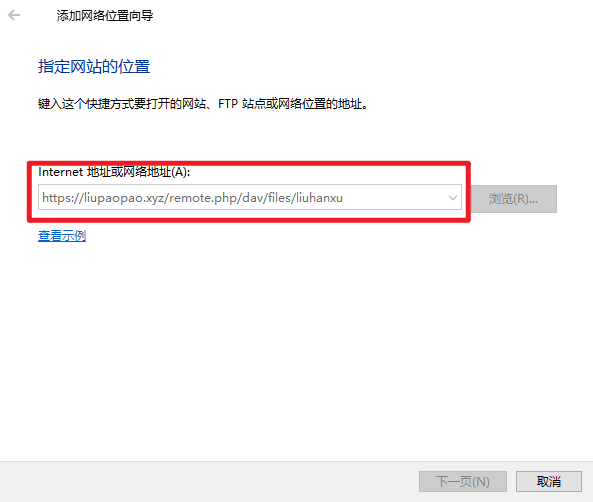 添加网络位置向导
指定网站的位置
键入这个快捷方式要打开的网站、FTP 站点或网络位置的地址。
Internet 地址或网络地址(A):
https://liupaopao.xyz/remote.php/dav/files/liuhanxu
浏览(R)...
查看示例
下一页(N)
取消